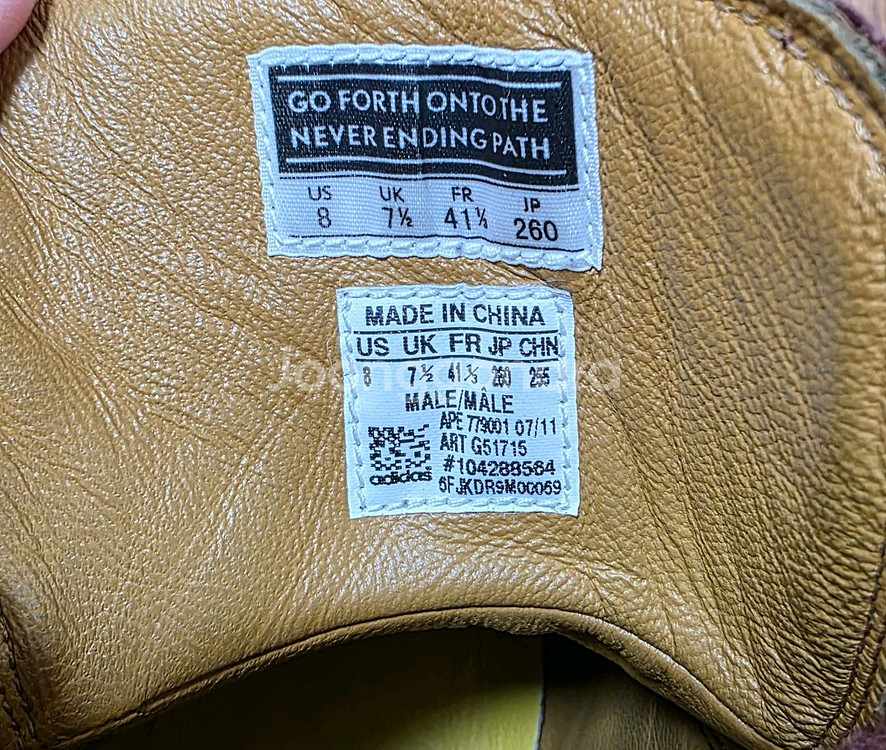 GO FORTH ONTO THE
NEVER ENDING PATH
US UK FR JP
8 7½ 41⅓ 260
MADE IN CHINA
US UK FR JP CHN
8 7½ 41⅓ 260 255
MALE/MÂLE
APE 779001 07/11
ART G51715
#104288564
6FJKDR9M00069
adidas